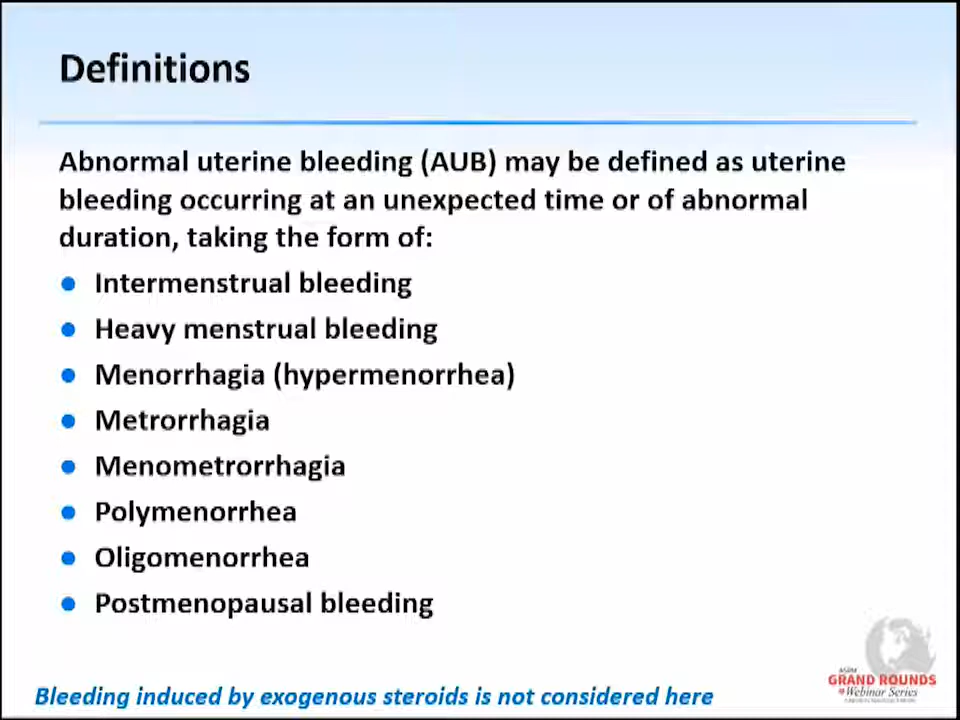 Definitions
Abnormal uterine bleeding (AUB) may be defined as uterine
bleeding occurring at an unexpected time or of abnormal
duration, taking the form of:
Intermenstrual bleeding
Heavy menstrual bleeding
Menorrhagia (hypermenorrhea)
Metrorrhagia
Menometrorrhagia
Polymenorrhea
Oligomenorrhea
Postmenopausal bleeding
Bleeding induced by exogenous steroids is not considered here
ASRM
GRAND ROUNDS
Webinar Series